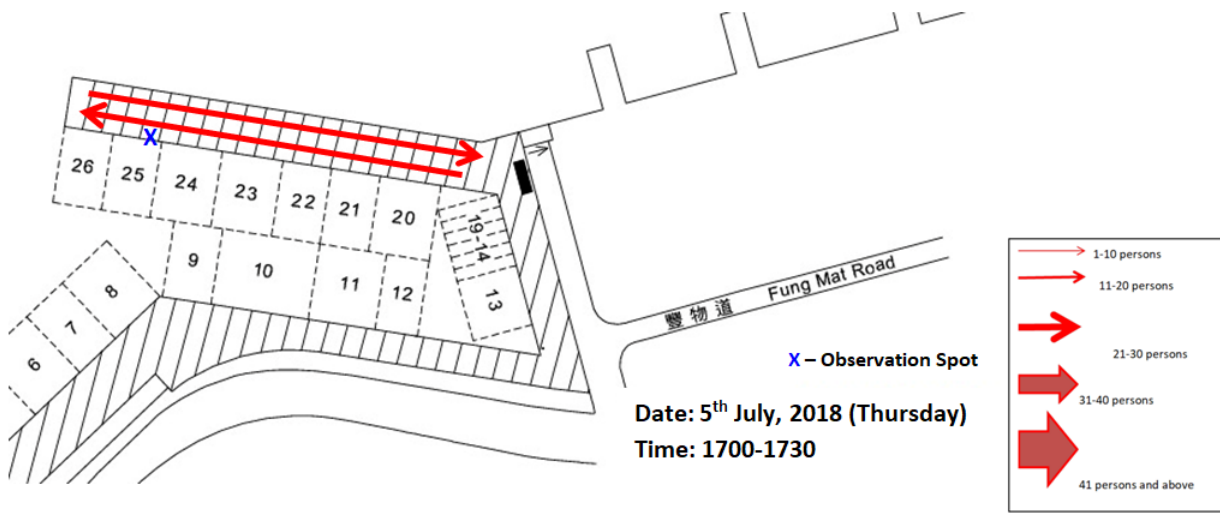 26
25
24
23
22
21
20
19-14
13
9
10
11
12
8
7
6
豐物道 Fung Mat Road
X
X – Observation Spot
Date: 5th July, 2018 (Thursday)
Time: 1700-1730
1-10 persons
11-20 persons
21-30 persons
31-40 persons
41 persons and above